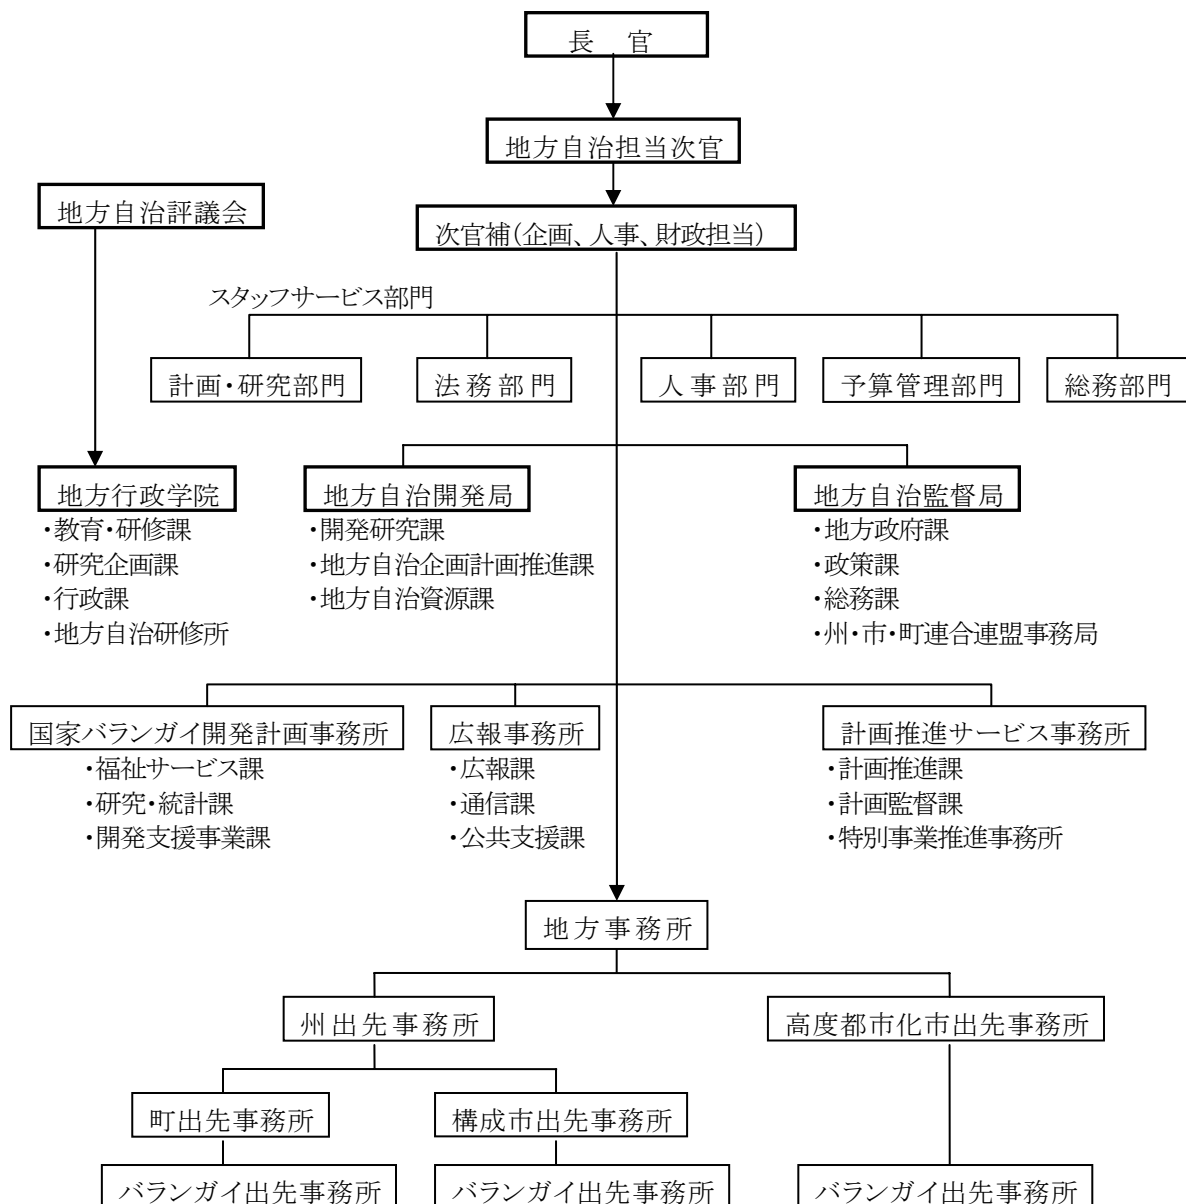 長 官
地方自治担当次官
地方自治評議会
次官補(企画、人事、財政担当)
スタッフサービス部門
計画・研究部門
法務部門
人事部門
予算管理部門
総務部門
地方行政学院
・教育・研修課
・研究企画課
・行政課
・地方自治研修所
地方自治開発局
・開発研究課
・地方自治企画計画推進課
・地方自治資源課
地方自治監督局
・地方政府課
・政策課
・総務課
・州・市・町連合連盟事務局
国家バランガイ開発計画事務所
・福祉サービス課
・研究・統計課
・開発支援事業課
広報事務所
・広報課
・通信課
・公共支援課
計画推進サービス事務所
・計画推進課
・計画監督課
・特別事業推進事務所
地方事務所
州出先事務所
高度都市化市出先事務所
町出先事務所
構成市出先事務所
バランガイ出先事務所
バランガイ出先事務所
バランガイ出先事務所